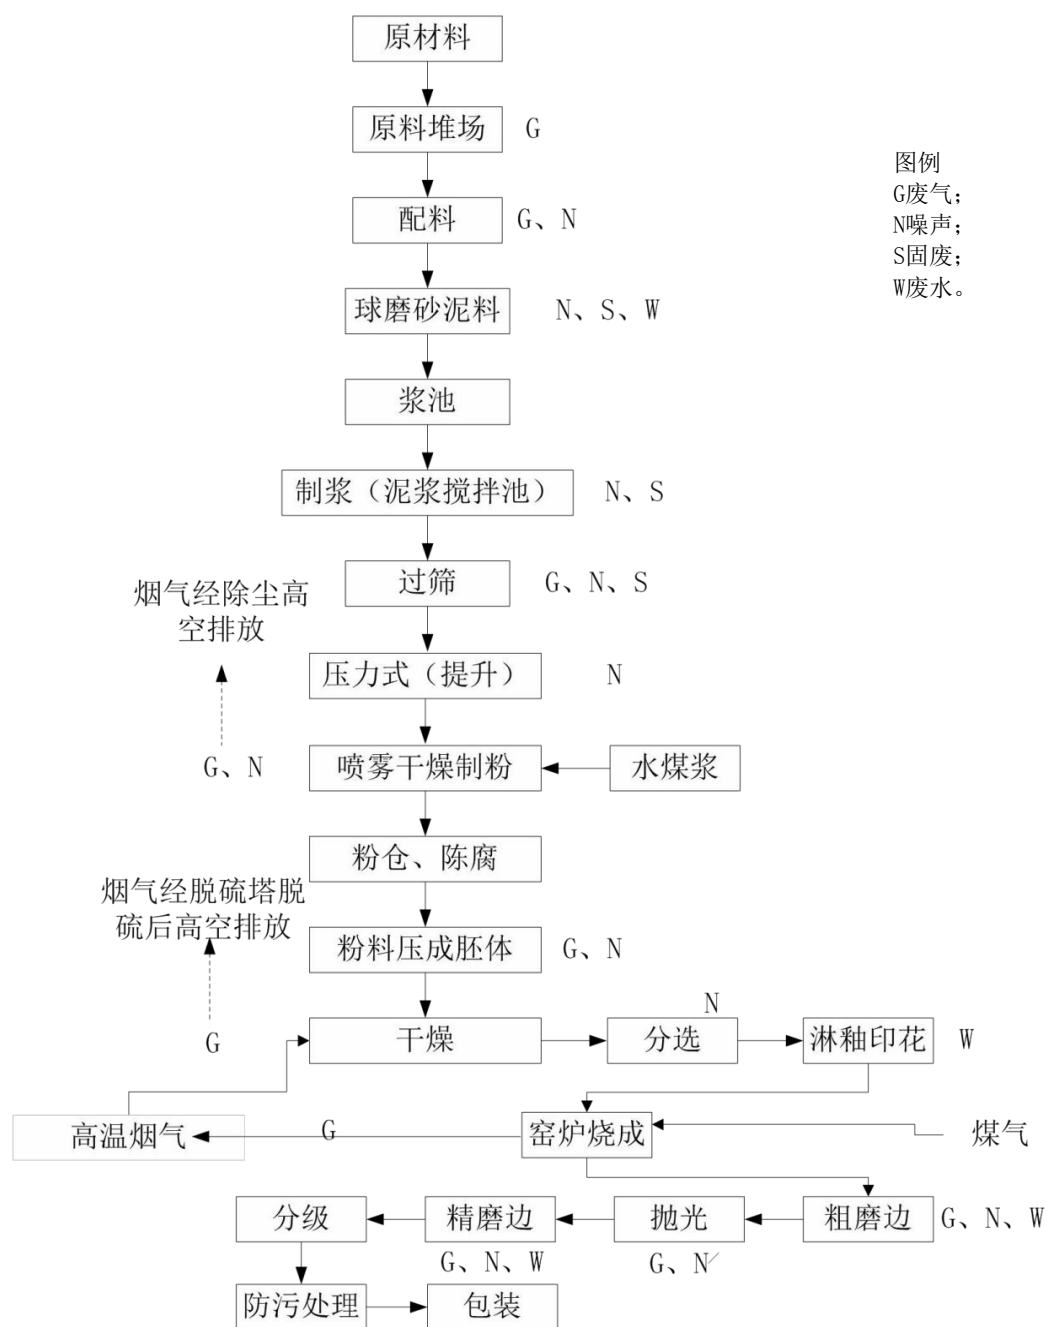 原材料
原料堆场
G
图例
G废气；
N噪声；
S固废；
W废水。
配料
G、N
球磨砂泥料
N、S、W
浆池
制浆（泥浆搅拌池）
N、S
过筛
G、N、S
烟气经除尘高
空排放
压力式（提升）
N
G、N
喷雾干燥制粉
水煤浆
粉仓、陈腐
烟气经脱硫塔脱
硫后高空排放
粉料压成胚体
G、N
G
干燥
N
分选
淋釉印花
W
高温烟气
G
窑炉烧成
煤气
分级
精磨边
抛光
粗磨边
G、N、W
G、N、W
G、N
防污处理
包装